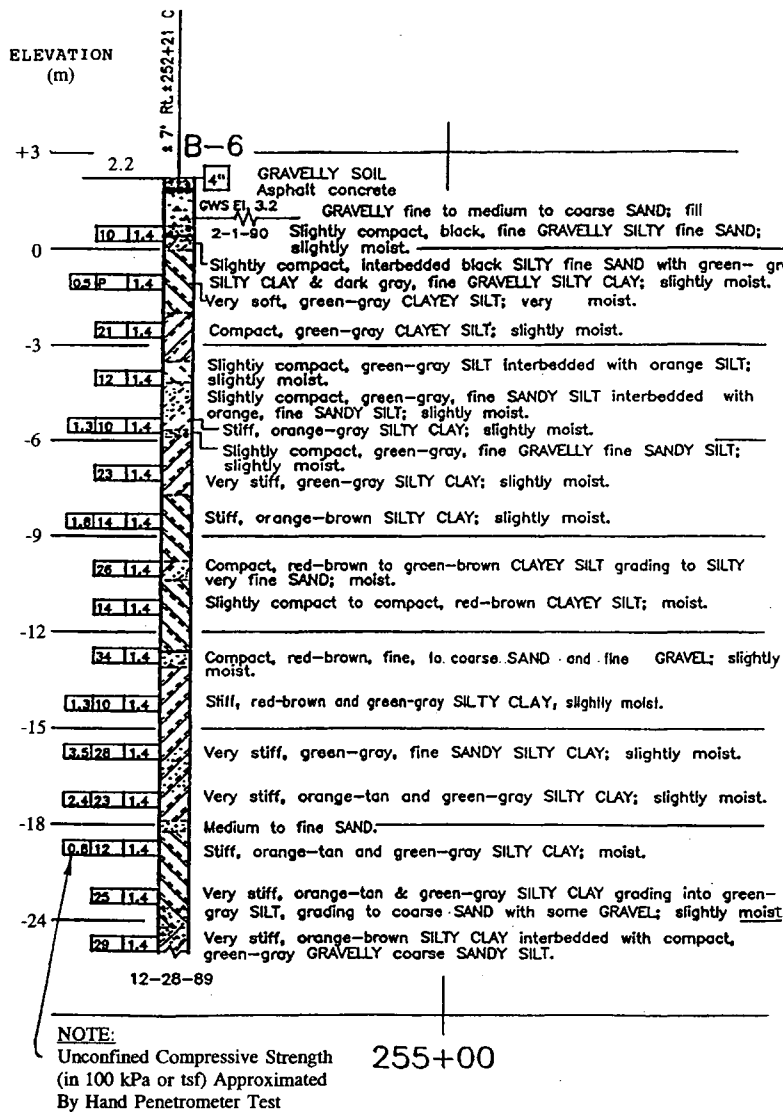 ± 7' Rt. ±252+21 C
ELEVATION
(m)
B-6
+3
2.2
4"
GRAVELLY SOIL
Asphalt concrete
GWS El. 3.2
2-1-90
GRAVELLY fine to medium to coarse SAND; fill
10 1.4
Slightly compact, black, fine GRAVELLY SILTY fine SAND;
slightly moist.
0
Slightly compact, interbedded black SILTY fine SAND with green- gr
0.5 P 1.4
SILTY CLAY & dark gray, fine GRAVELLY SILTY CLAY; slightly moist.
Very soft, green-gray CLAYEY SILT; very moist.
21 1.4
Compact, green-gray CLAYEY SILT; slightly moist.
-3
Slightly compact, green-gray SILT interbedded with orange SILT;
slightly moist.
12 1.4
Slightly compact, green-gray, fine SANDY SILT interbedded with
orange, fine SANDY SILT; slightly moist.
1.3 10 1.4
Stiff, orange-gray SILTY CLAY; slightly moist.
-6
Slightly compact, green-gray, fine GRAVELLY fine SANDY SILT;
slightly moist.
23 1.4
Very stiff, green-gray SILTY CLAY; slightly moist.
1.6 14 1.4
Stiff, orange-brown SILTY CLAY; slightly moist.
-9
26 1.4
Compact, red-brown to green-brown CLAYEY SILT grading to SILTY
very fine SAND; moist.
14 1.4
Slightly compact to compact, red-brown CLAYEY SILT; moist.
-12
34 1.4
Compact, red-brown, fine, to coarse SAND and fine GRAVEL; slightly
moist.
1.3 10 1.4
Stiff, red-brown and green-gray SILTY CLAY, slightly moist.
-15
3.5 28 1.4
Very stiff, green-gray, fine SANDY SILTY CLAY; slightly moist.
2.4 23 1.4
Very stiff, orange-tan and green-gray SILTY CLAY; slightly moist.
-18
Medium to fine SAND.
0.8 12 1.4
Stiff, orange-tan and green-gray SILTY CLAY; moist.
25 1.4
Very stiff, orange-tan & green-gray SILTY CLAY grading into green-
gray SILT, grading to coarse SAND with some GRAVEL; slightly moist
-24
29 1.4
Very stiff, orange-brown SILTY CLAY interbedded with compact,
green-gray GRAVELLY coarse SANDY SILT.
12-28-89
NOTE:
Unconfined Compressive Strength
(in 100 kPa or tsf) Approximated
By Hand Penetrometer Test
255+00